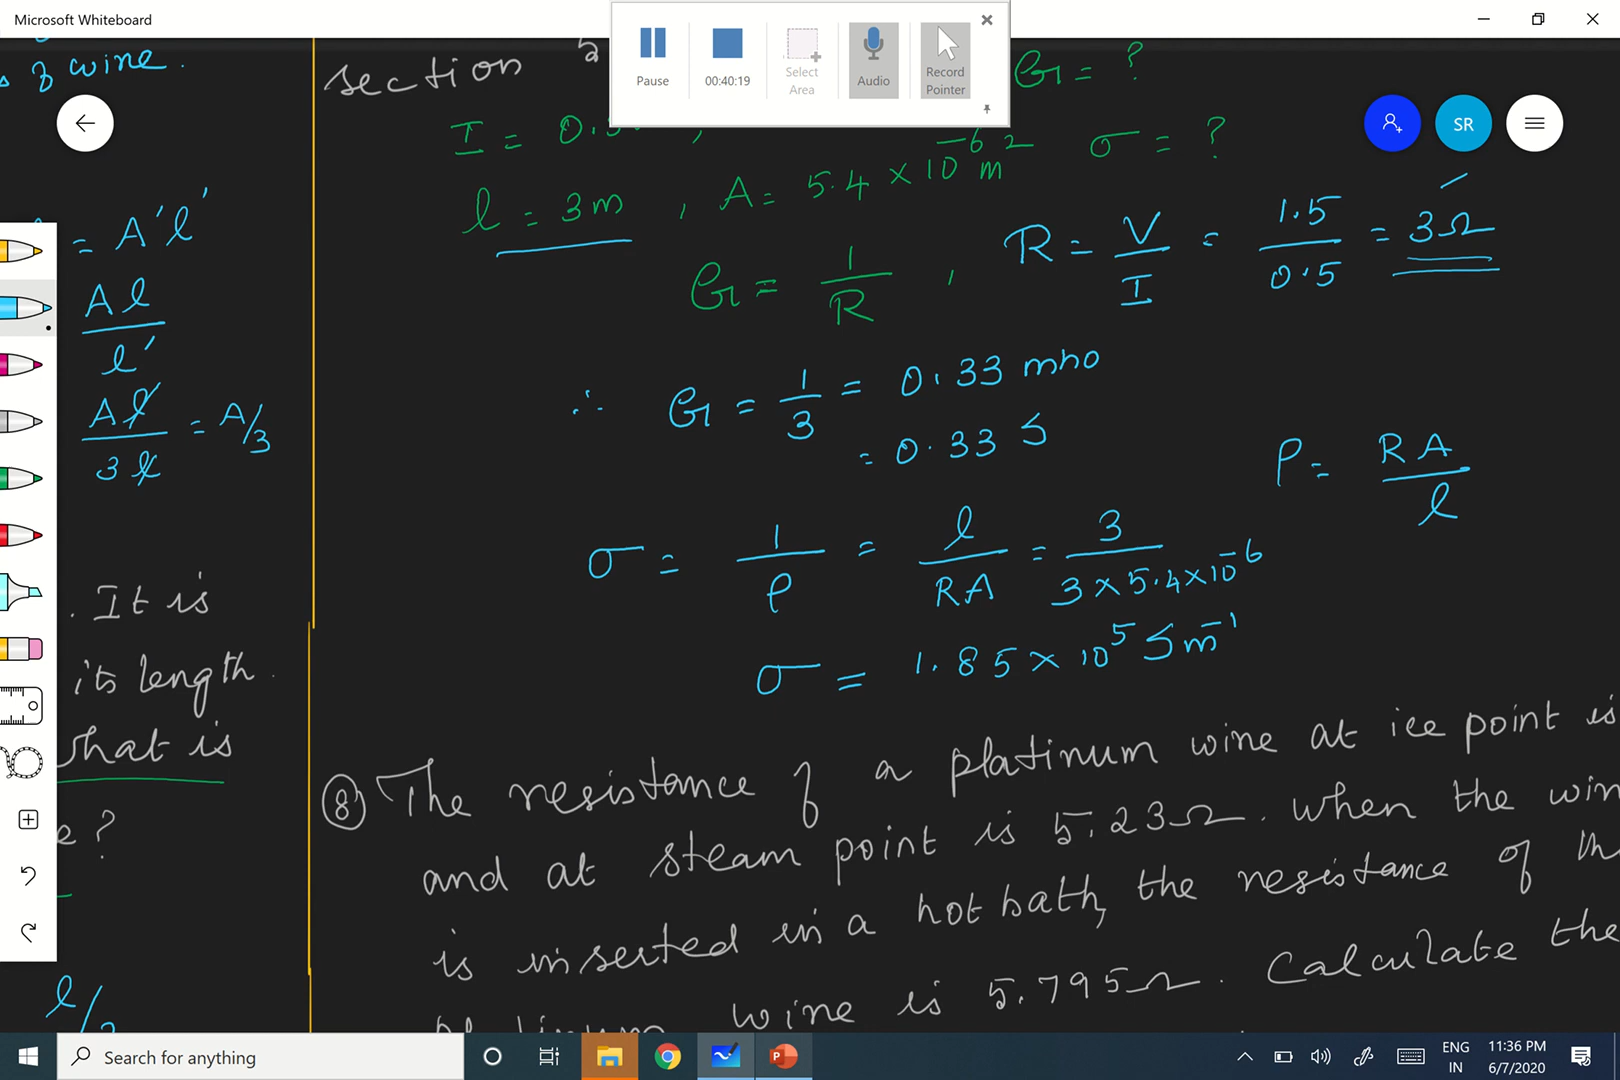 Microsoft Whiteboard
Pause
00:40:19
Select Area
Audio
Record Pointer
SR
wire.
= A'l'
Al / l'
Al / 3l = A/3
. It is
its length
what is
e ?
l/
section
G = ?
I = 0.
l = 3m , A = 5.4 × 10⁻⁶ m² σ = ?
G = 1/R , R = V/I = 1.5/0.5 = 3Ω
∴ G = 1/3 = 0.33 mho
= 0.33 S
ρ = RA/l
σ = 1/ρ = l/RA = 3/(3 × 5.4 × 10⁻⁶)
σ = 1.85 × 10⁵ S m⁻¹
⑧ The resistance of a platinum wire at ice point is
and at steam point is 5.23Ω. When the wire
is inserted in a hot bath, the resistance of the
wire is 5.795Ω. Calculate the
Search for anything
ENG
IN
11:36 PM
6/7/2020